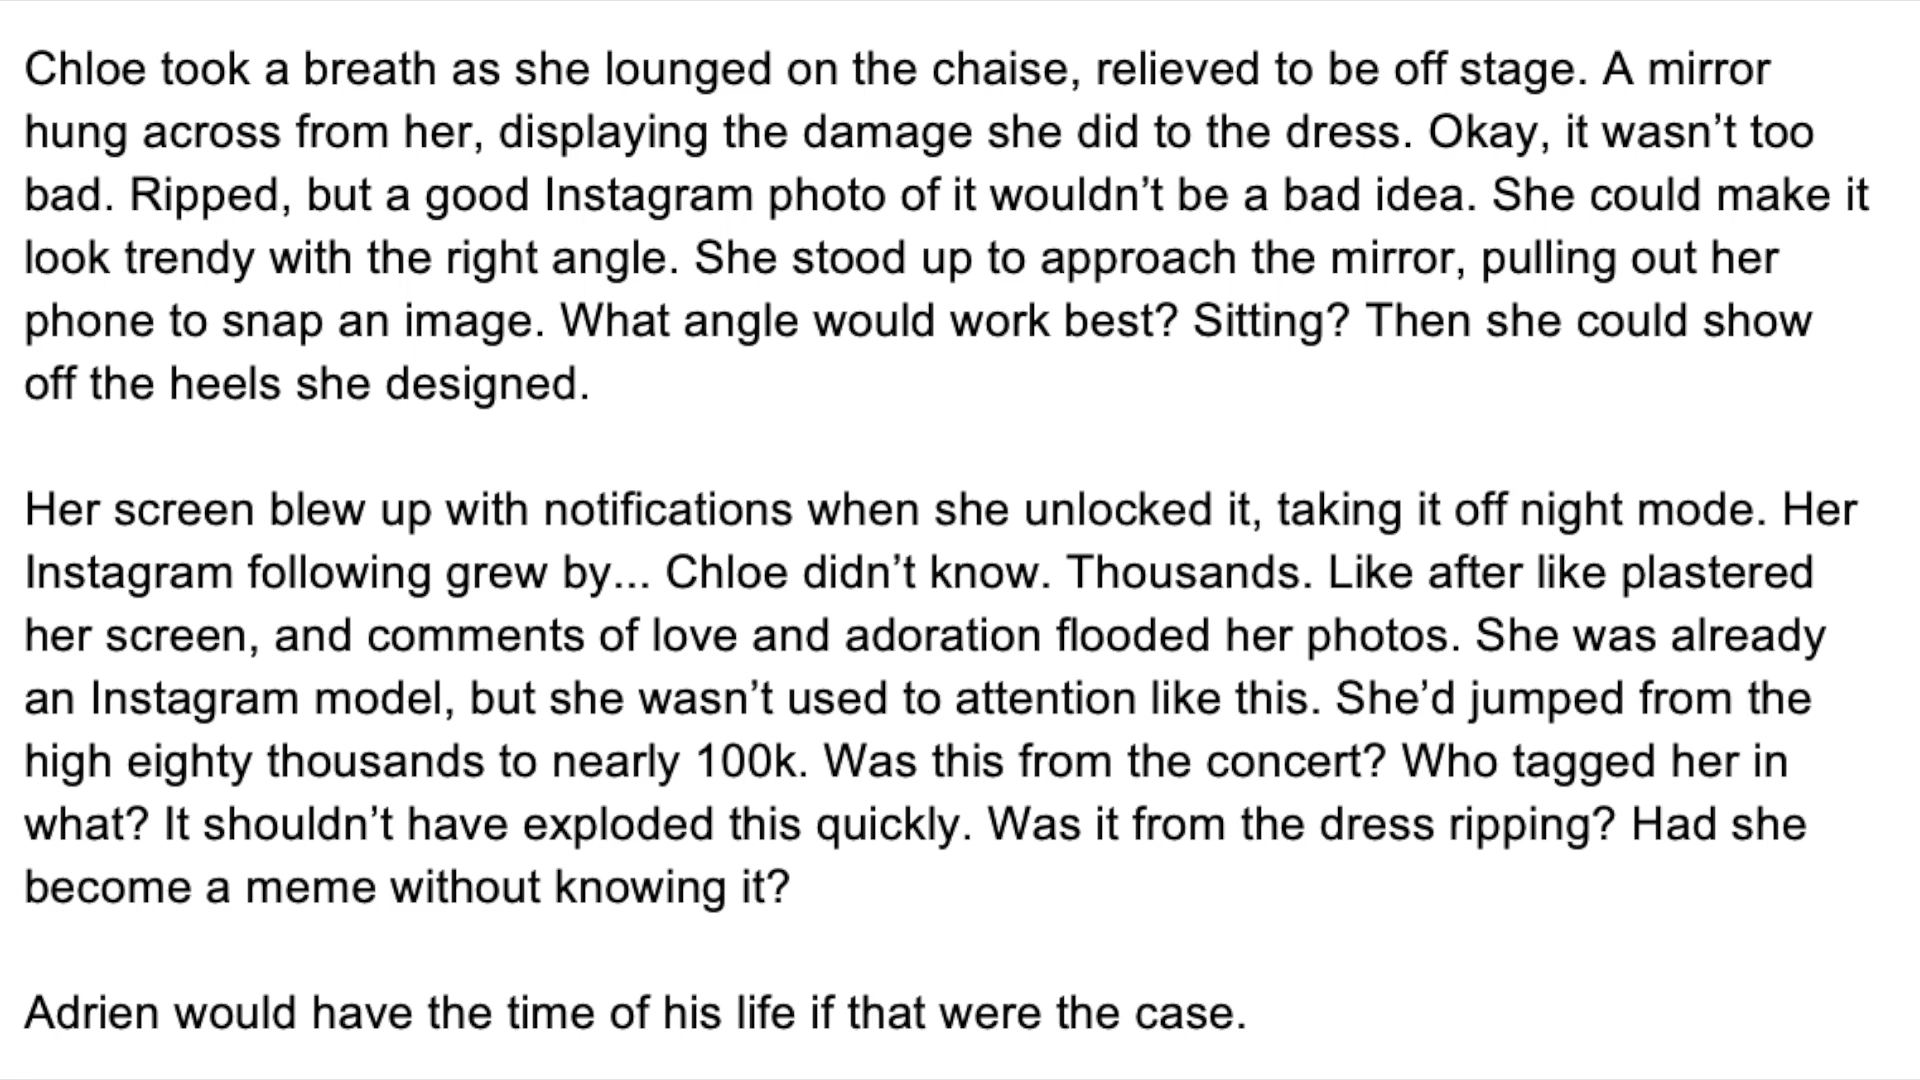 Chloe took a breath as she lounged on the chaise, relieved to be off stage. A mirror
hung across from her, displaying the damage she did to the dress. Okay, it wasn’t too
bad. Ripped, but a good Instagram photo of it wouldn’t be a bad idea. She could make it
look trendy with the right angle. She stood up to approach the mirror, pulling out her
phone to snap an image. What angle would work best? Sitting? Then she could show
off the heels she designed.
Her screen blew up with notifications when she unlocked it, taking it off night mode. Her
Instagram following grew by... Chloe didn’t know. Thousands. Like after like plastered
her screen, and comments of love and adoration flooded her photos. She was already
an Instagram model, but she wasn’t used to attention like this. She’d jumped from the
high eighty thousands to nearly 100k. Was this from the concert? Who tagged her in
what? It shouldn’t have exploded this quickly. Was it from the dress ripping? Had she
become a meme without knowing it?
Adrien would have the time of his life if that were the case.